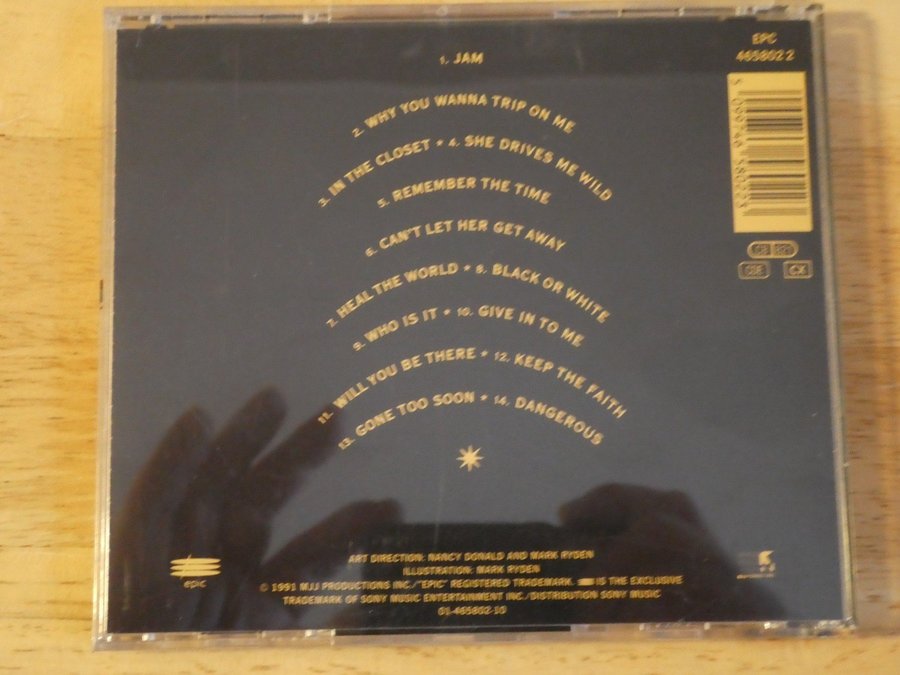 1. JAM
2. WHY YOU WANNA TRIP ON ME
3. IN THE CLOSET * 4. SHE DRIVES ME WILD
5. REMEMBER THE TIME
6. CAN'T LET HER GET AWAY
7. HEAL THE WORLD * 8. BLACK OR WHITE
9. WHO IS IT * 10. GIVE IN TO ME
11. WILL YOU BE THERE * 12. KEEP THE FAITH
13. GONE TOO SOON * 14. DANGEROUS
EPC
465802 2
epic
ART DIRECTION: NANCY DONALD AND MARK RYDEN
ILLUSTRATION: MARK RYDEN
© 1991 MJJ PRODUCTIONS INC./"EPIC" REGISTERED TRADEMARK. IS THE EXCLUSIVE
TRADEMARK OF SONY MUSIC ENTERTAINMENT INC./DISTRIBUTION SONY MUSIC
01-465802-10